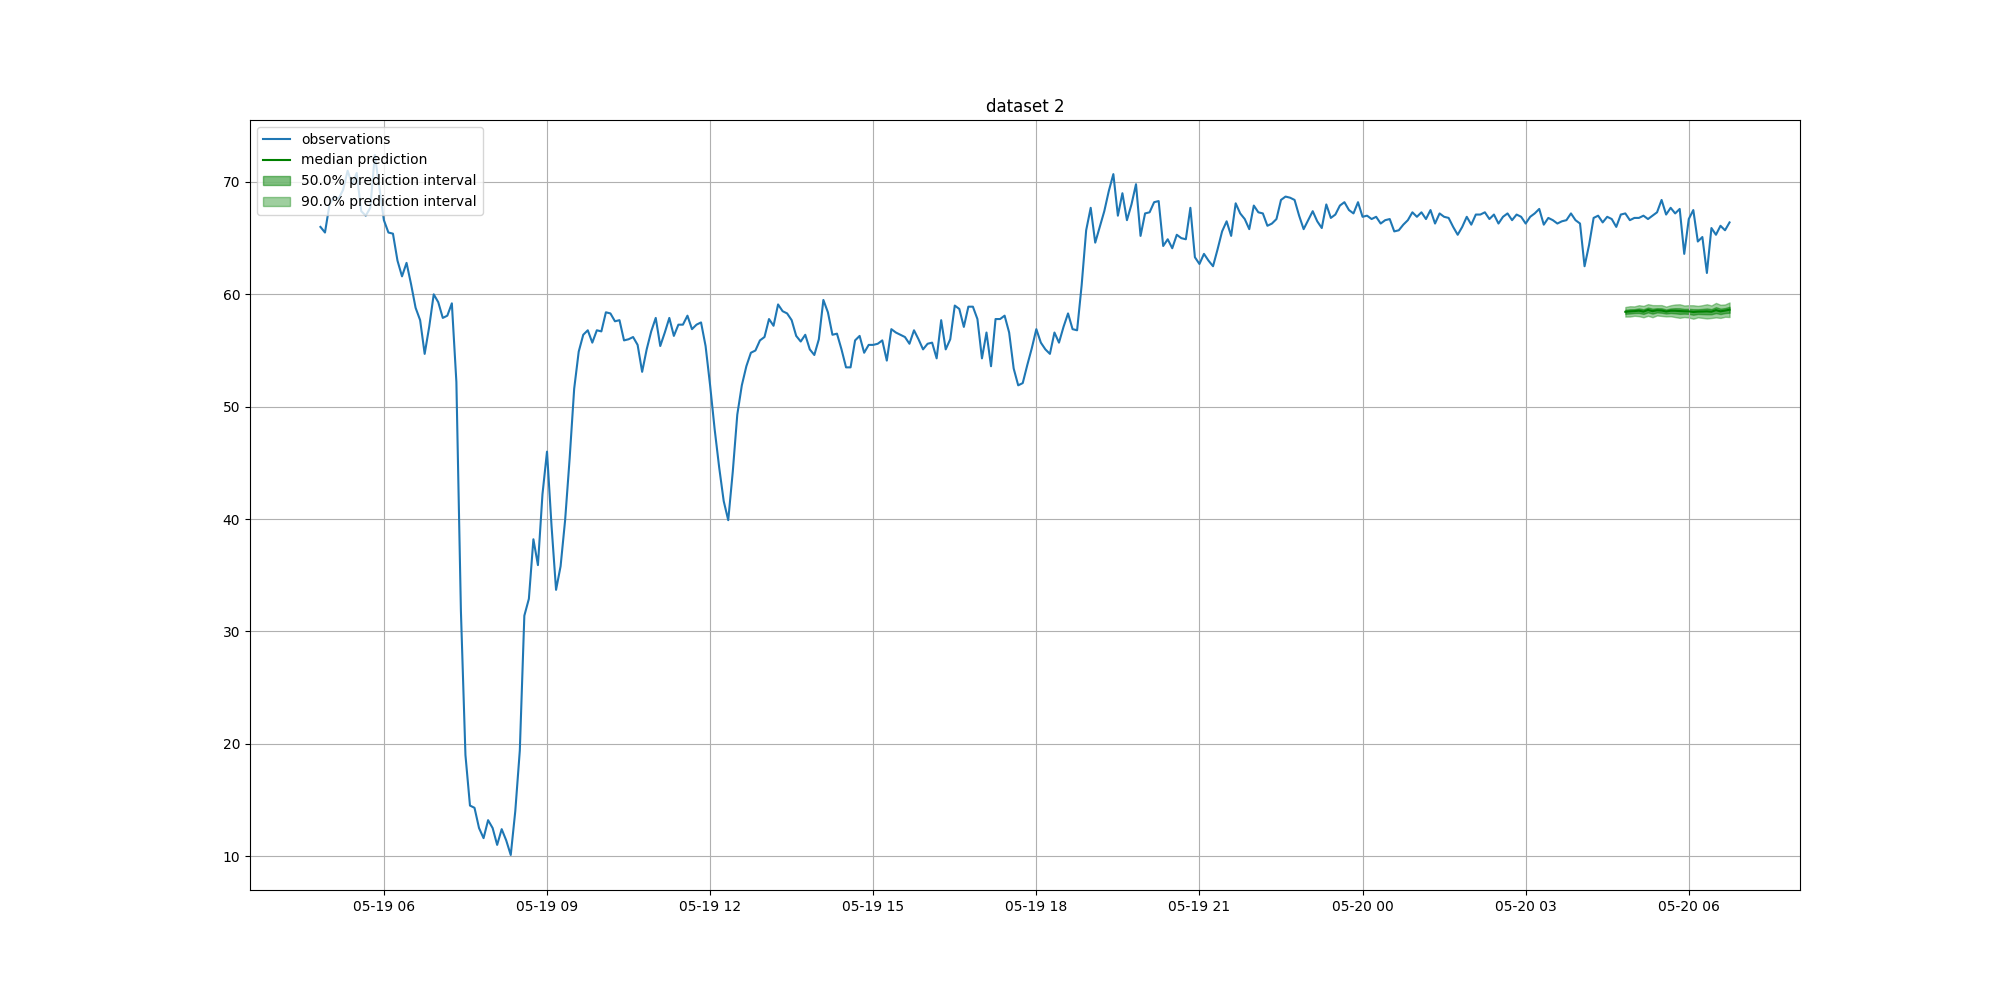 dataset 2
observations
median prediction
50.0% prediction interval
90.0% prediction interval
70
60
50
40
30
20
10
05-19 06 05-19 09 05-19 12 05-19 15 05-19 18 05-19 21 05-20 00 05-20 03 05-20 06